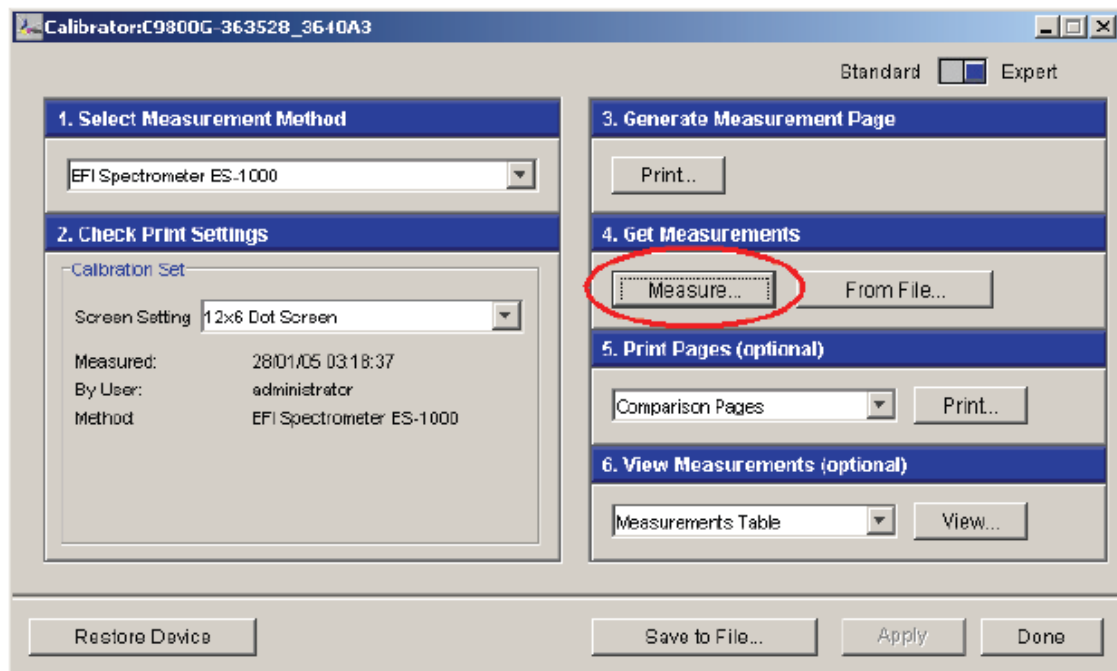 Calibrator:C9800G-363528_3640A3
Standard Expert
1. Select Measurement Method
EFI Spectrometer ES-1000
2. Check Print Settings
Calibration Set
Screen Setting 12x6 Dot Screen
Measured: 28/01/05 03:18:37
By User: administrator
Method: EFI Spectrometer ES-1000
3. Generate Measurement Page
Print...
4. Get Measurements
Measure... From File...
5. Print Pages (optional)
Comparison Pages Print...
6. View Measurements (optional)
Measurements Table View...
Restore Device Save to File... Apply Done